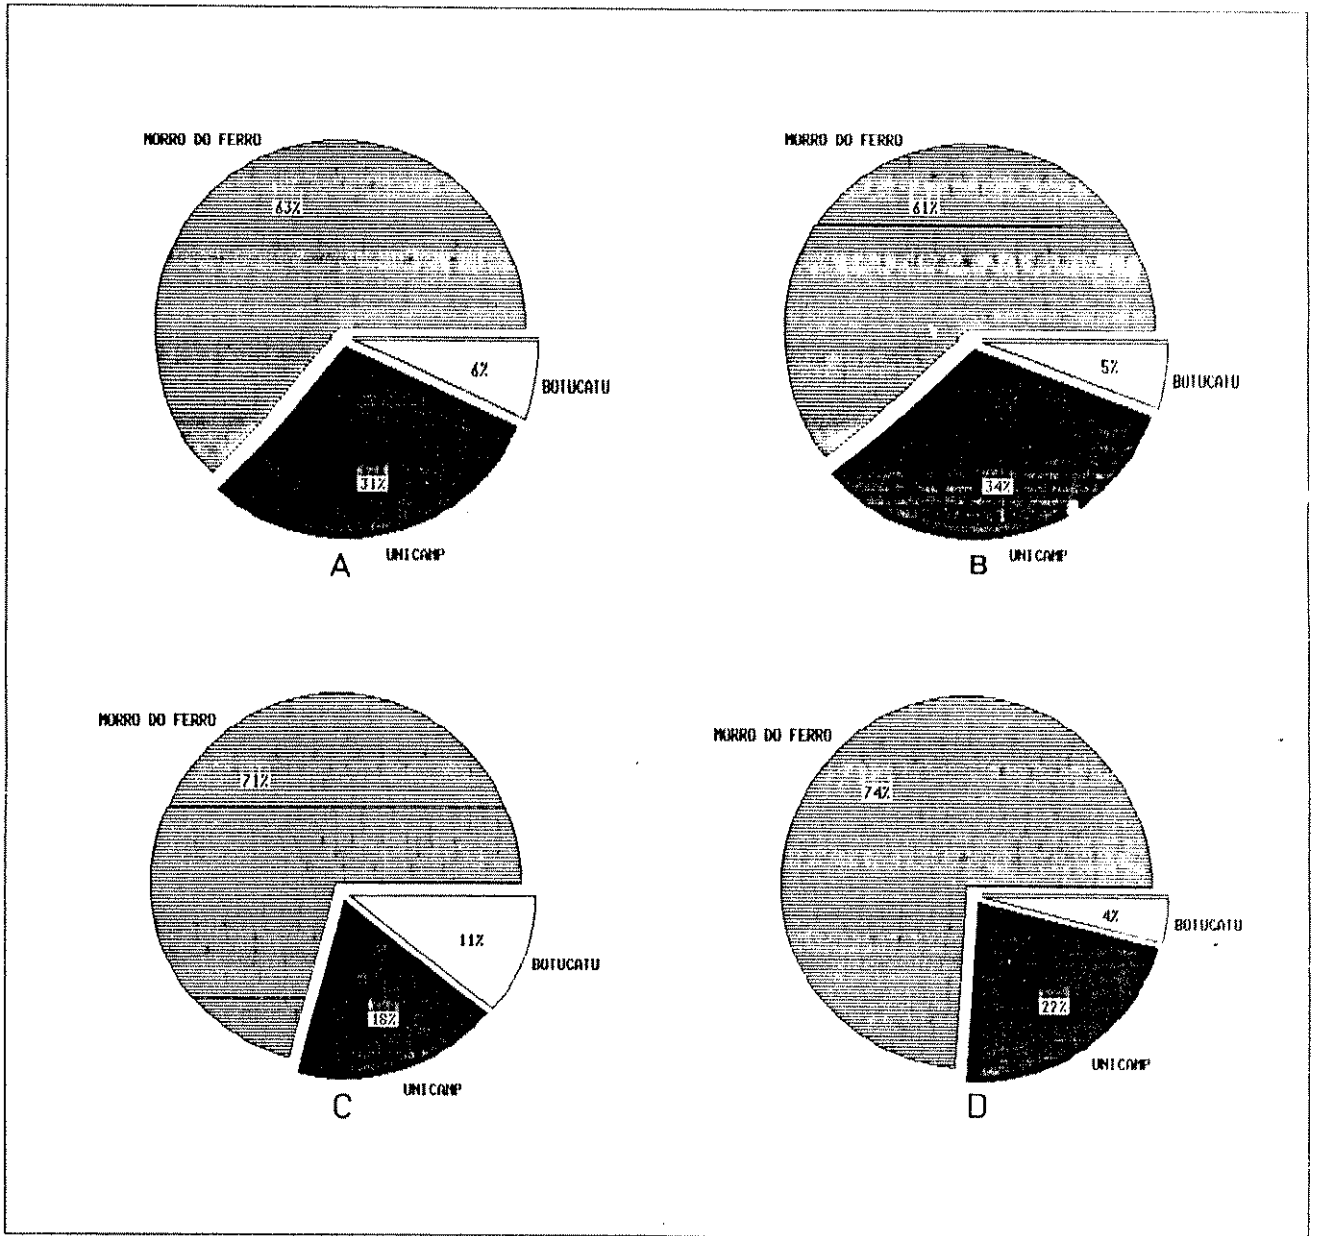 MORRO DO FERRO
63%
6%
BOTUCATU
31%
UNICAMP
A
MORRO DO FERRO
61%
5%
BOTUCATU
34%
UNICAMP
B
MORRO DO FERRO
71%
11%
BOTUCATU
18%
UNICAMP
C
MORRO DO FERRO
74%
4%
BOTUCATU
22%
UNICAMP
D